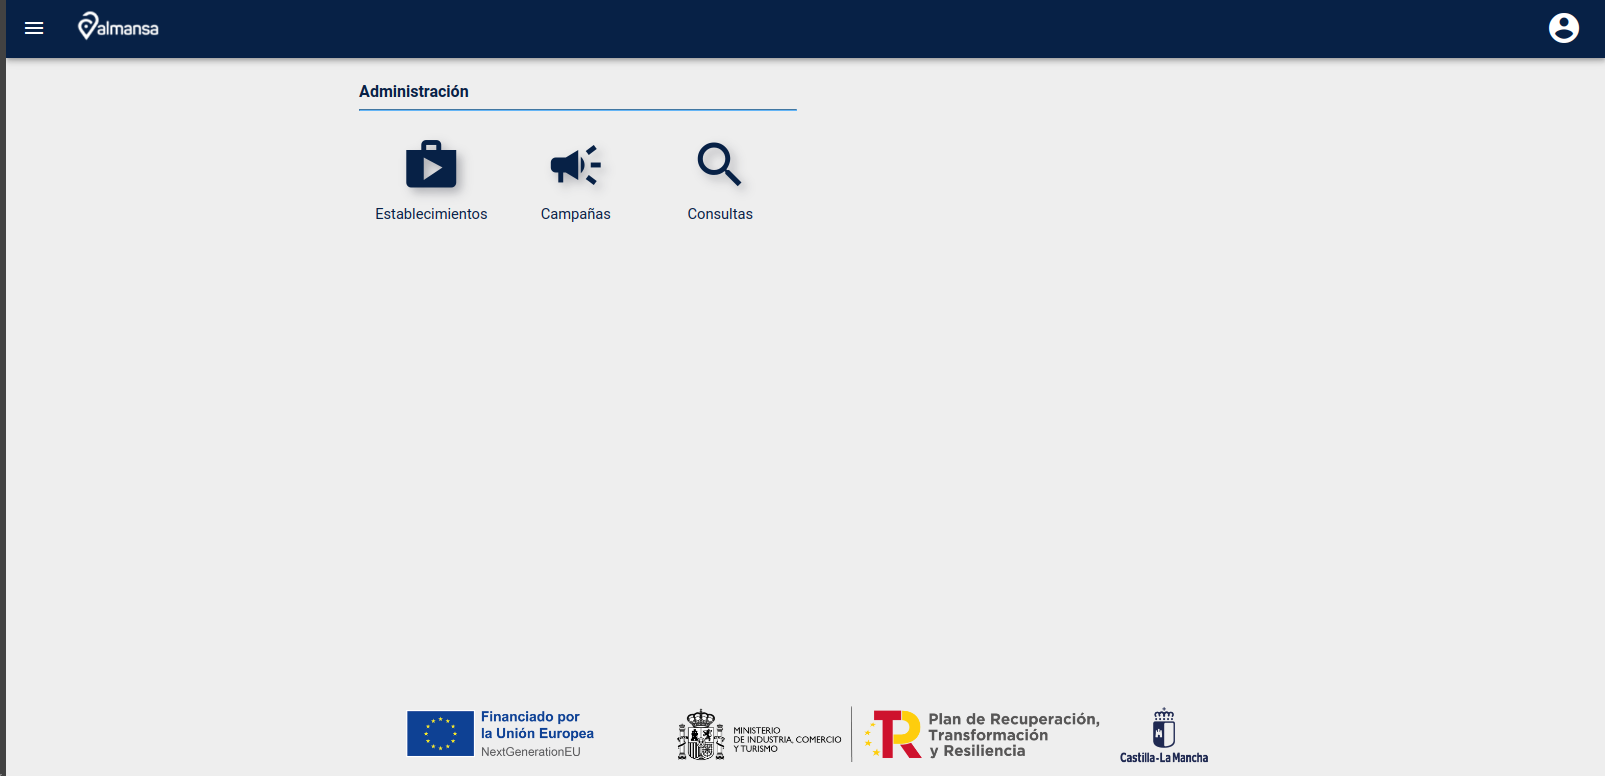 almansa
Administración
Establecimientos
Campañas
Consultas
Financiado por
la Unión Europea
NextGenerationEU
MINISTERIO
DE INDUSTRIA, COMERCIO
Y TURISMO
Plan de Recuperación,
Transformación
y Resiliencia
Castilla-La Mancha